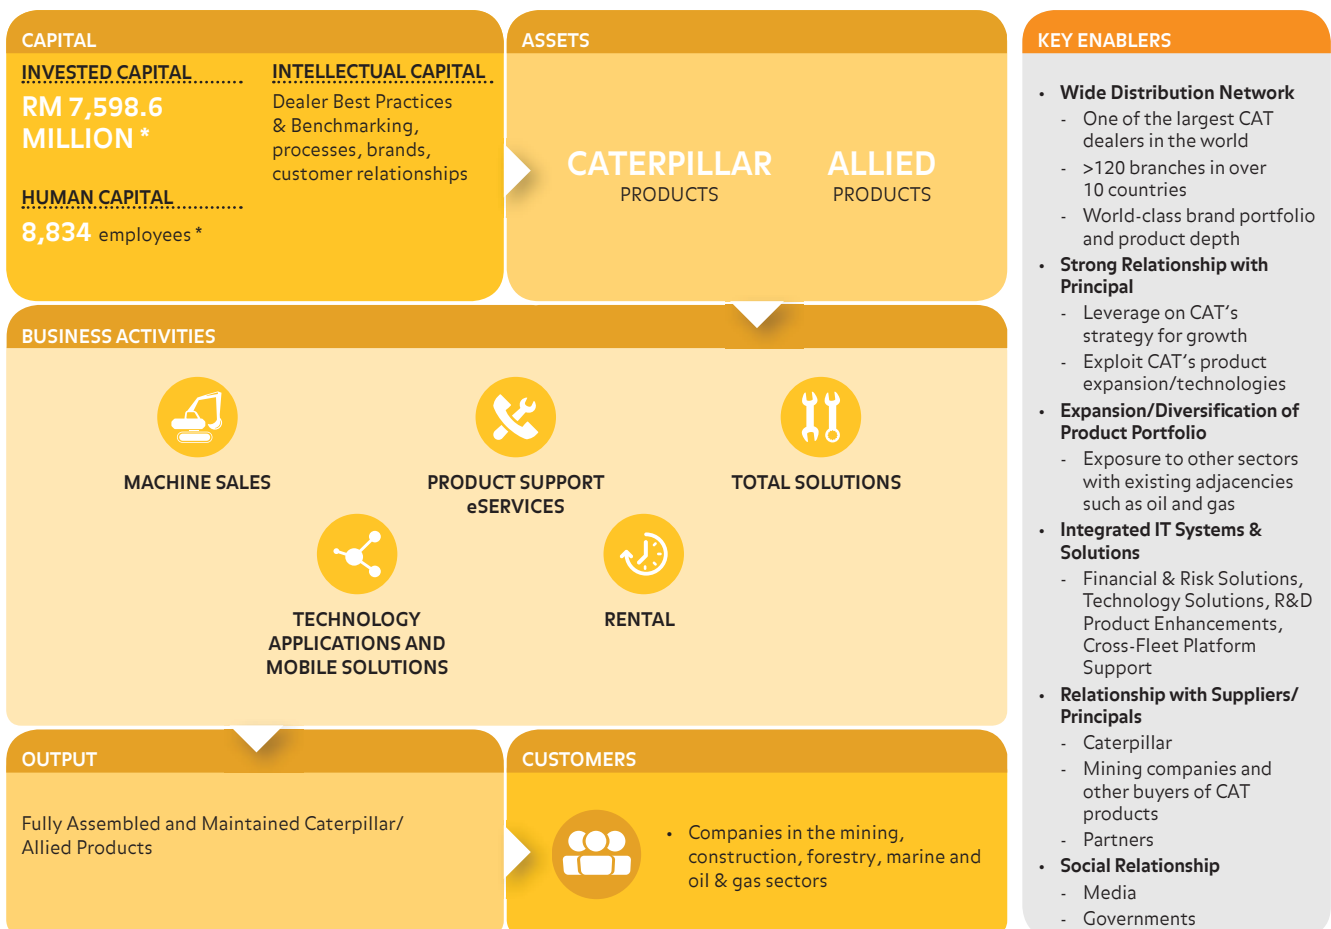 CAPITAL
INVESTED CAPITAL
RM 7,598.6
MILLION *
HUMAN CAPITAL
8,834 employees *
INTELLECTUAL CAPITAL
Dealer Best Practices
& Benchmarking,
processes, brands,
customer relationships
ASSETS
CATERPILLAR
PRODUCTS
ALLIED
PRODUCTS
BUSINESS ACTIVITIES
MACHINE SALES
PRODUCT SUPPORT
eSERVICES
TOTAL SOLUTIONS
TECHNOLOGY
APPLICATIONS AND
MOBILE SOLUTIONS
RENTAL
OUTPUT
Fully Assembled and Maintained Caterpillar/
Allied Products
CUSTOMERS
• Companies in the mining,
construction, forestry, marine and
oil & gas sectors
KEY ENABLERS
• Wide Distribution Network
- One of the largest CAT
dealers in the world
- >120 branches in over
10 countries
- World-class brand portfolio
and product depth
• Strong Relationship with
Principal
- Leverage on CAT's
strategy for growth
- Exploit CAT's product
expansion/technologies
• Expansion/Diversification of
Product Portfolio
- Exposure to other sectors
with existing adjacencies
such as oil and gas
• Integrated IT Systems &
Solutions
- Financial & Risk Solutions,
Technology Solutions, R&D
Product Enhancements,
Cross-Fleet Platform
Support
• Relationship with Suppliers/
Principals
- Caterpillar
- Mining companies and
other buyers of CAT
products
- Partners
• Social Relationship
- Media
- Governments